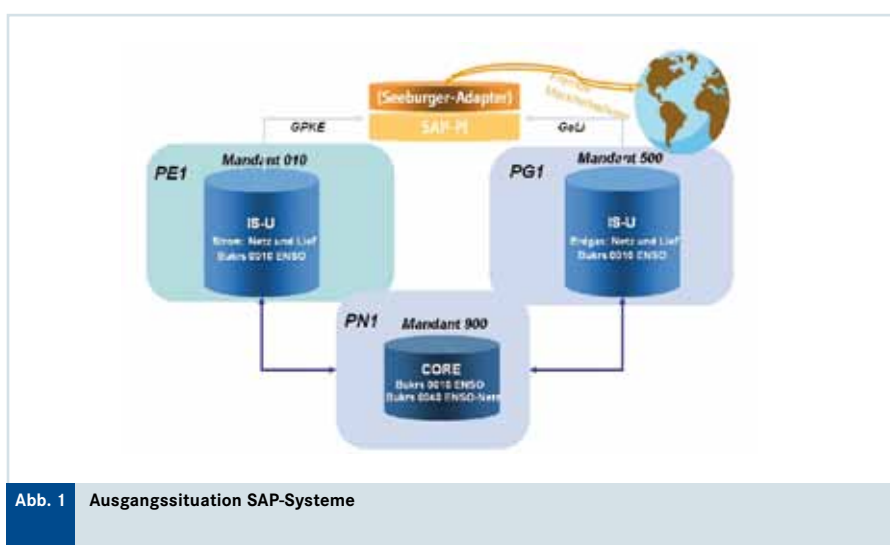 (Seeburger-Adapter)
SAP-PI
GPKE
GeLi
Mandant 010
PE1
IS-U
Strom: Netz und Lief
Bukrs 0010 ENSO
Mandant 500
PG1
IS-U
Erdgas: Netz und Lief
Bukrs 0010 ENSO
PN1
Mandant 900
CORE
Bukrs 0010 ENSO
Bukrs 0040 ENSO-Netz
Abb. 1 Ausgangssituation SAP-Systeme